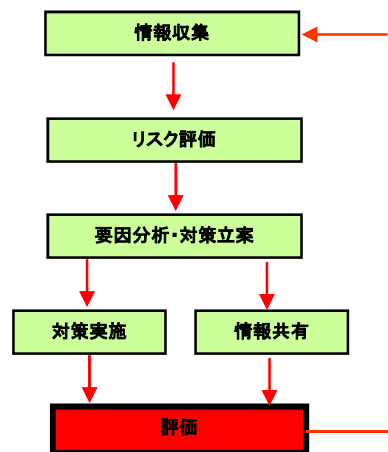 情報収集
リスク評価
要因分析・対策立案
対策実施
情報共有
評価